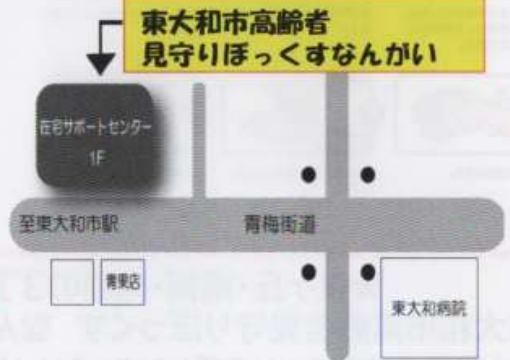 東大和市高齢者
見守りぼっくすなんがい
在宅サポートセンター
1F
至東大和市駅
青梅街道
青果店
東大和病院